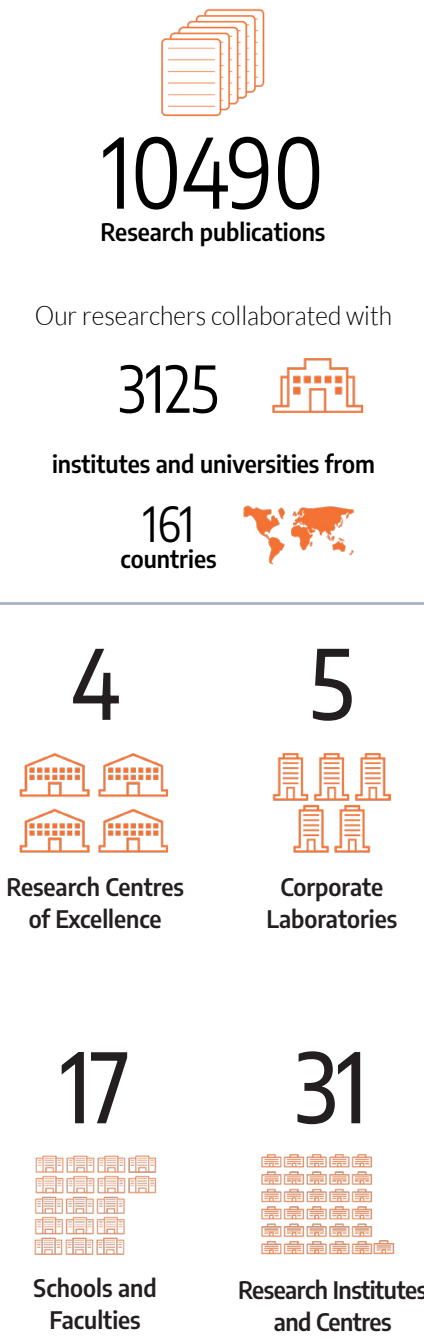 10490
Research publications
Our researchers collaborated with
3125
institutes and universities from
161
countries
4
Research Centres
of Excellence
5
Corporate
Laboratories
17
Schools and
Faculties
31
Research Institutes
and Centres